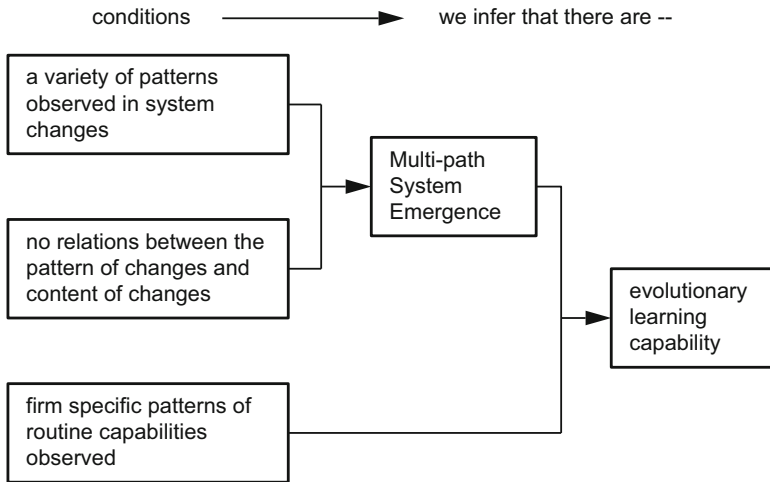 conditions
we infer that there are --
a variety of patterns
observed in system
changes
Multi-path
System
Emergence
no relations between the
pattern of changes and
content of changes
evolutionary
learning
capability
firm specific patterns of
routine capabilities
observed